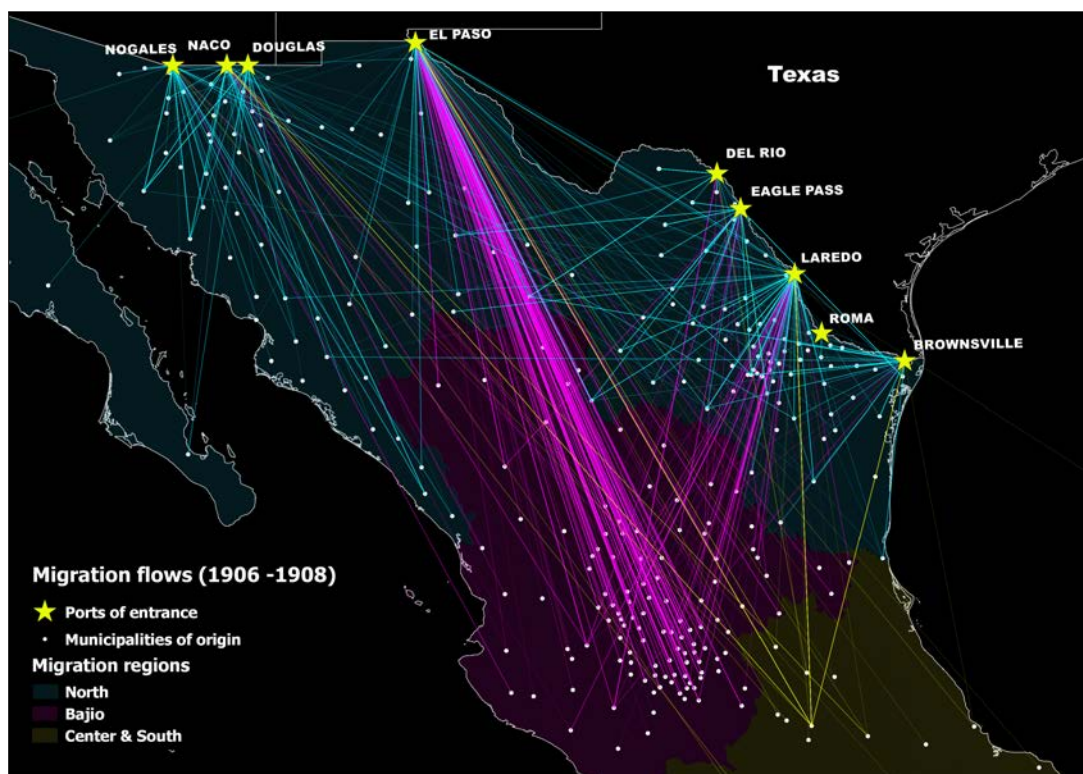 NOGALES
NACO
DOUGLAS
EL PASO
Texas
DEL RIO
EAGLE PASS
LAREDO
ROMA
BROWNSVILLE
Migration flows (1906 -1908)
Ports of entrance
Municipalities of origin
Migration regions
North
Bajio
Center & South